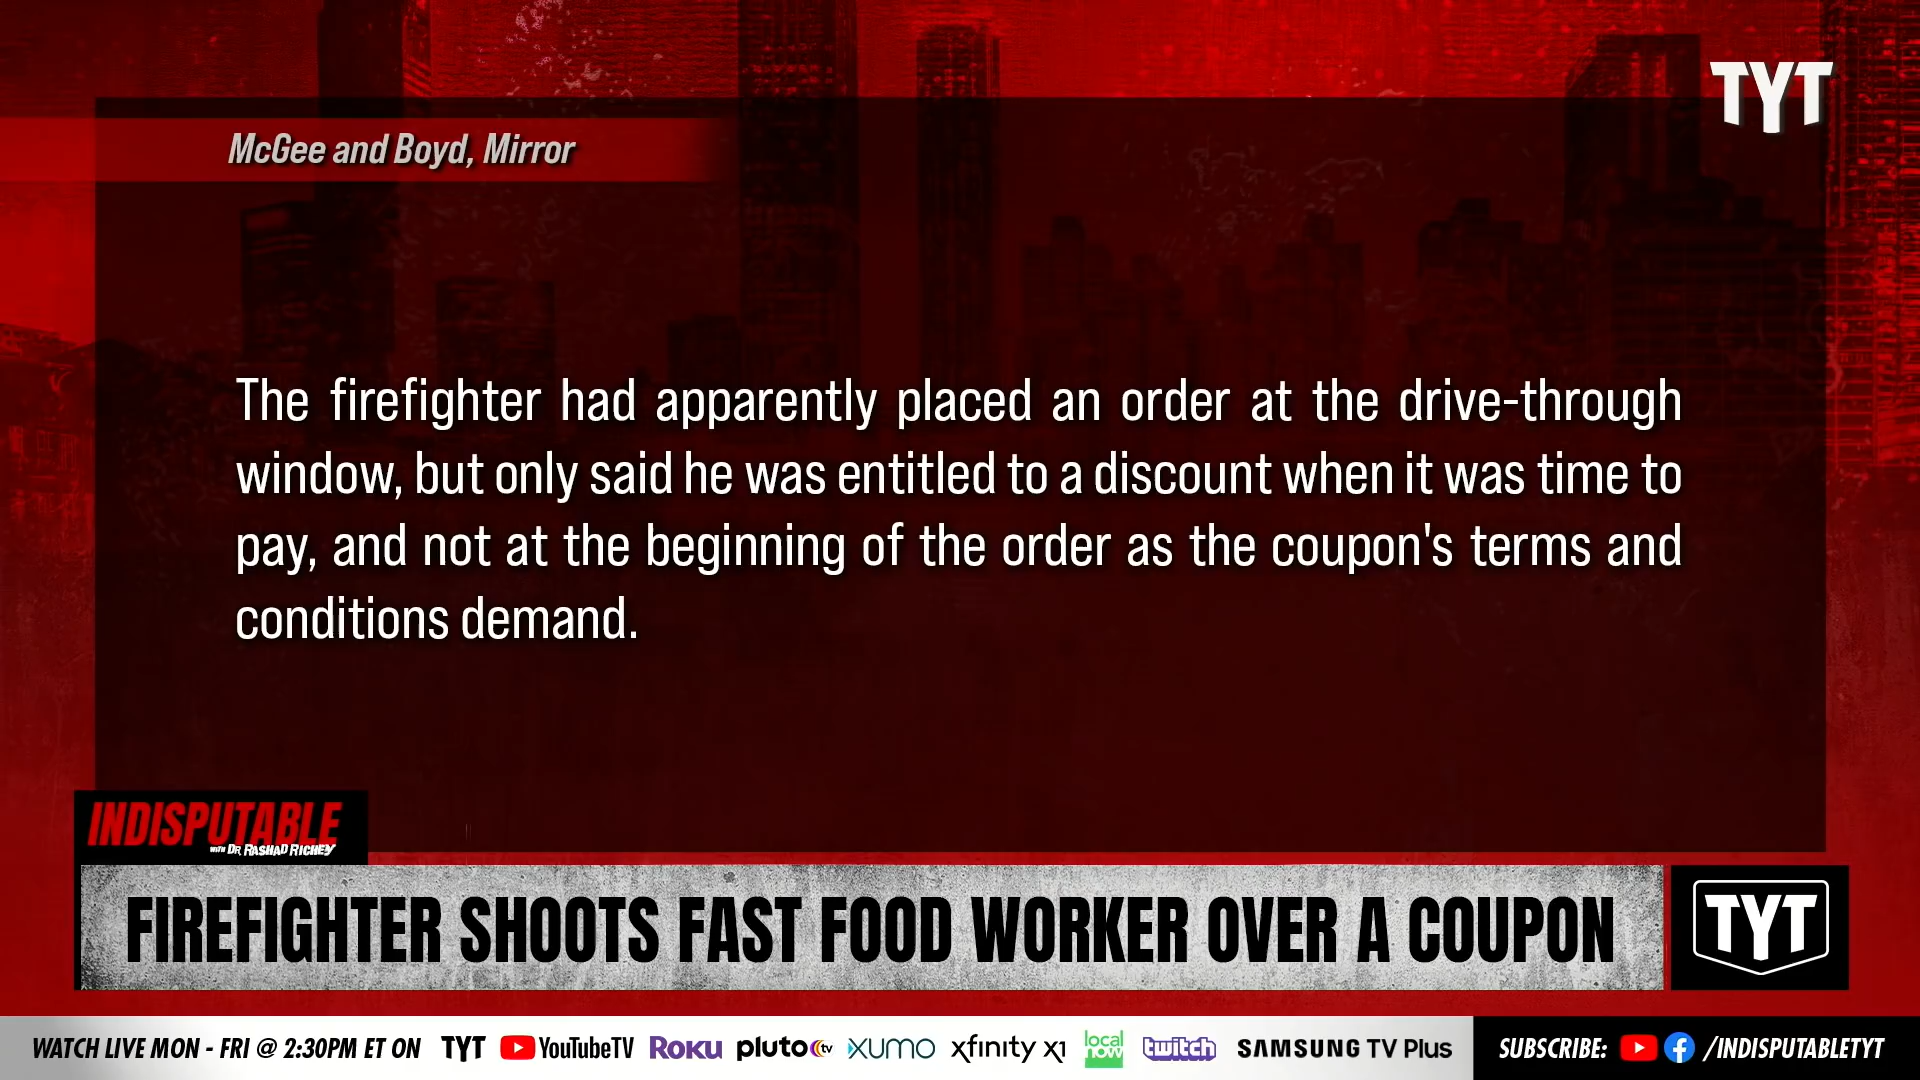 TYT
McGee and Boyd, Mirror
The firefighter had apparently placed an order at the drive-through
window, but only said he was entitled to a discount when it was time to
pay, and not at the beginning of the order as the coupon's terms and
conditions demand.
INDISPUTABLE
WITH DR RASHAD RICHEY
FIREFIGHTER SHOOTS FAST FOOD WORKER OVER A COUPON
TYT
WATCH LIVE MON - FRI @ 2:30PM ET ON TYT YouTubeTV ROKU pluto tv xumo xfinity x1 local now twitch SAMSUNG TV Plus SUBSCRIBE: /INDISPUTABLETYT